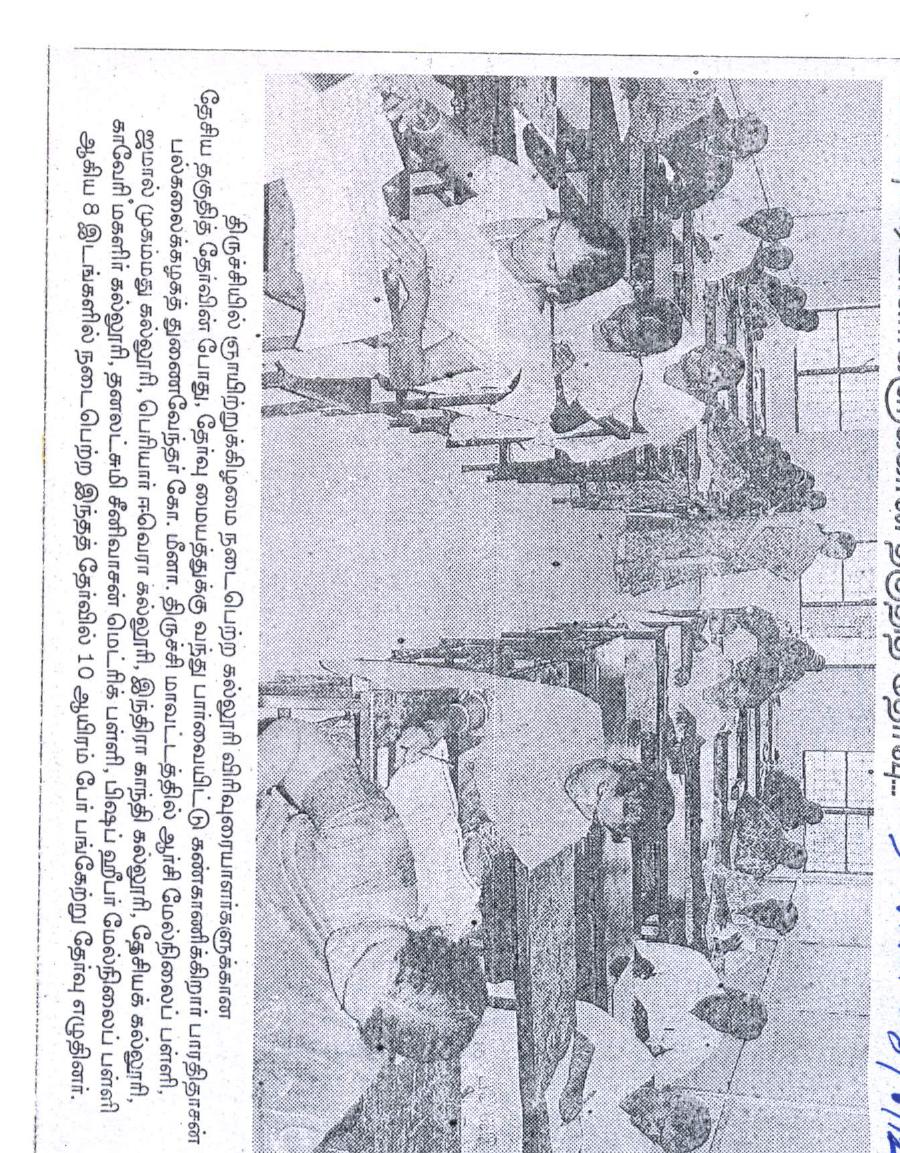 தகுதித் தேர்வு...
திருச்சியில் ஞாயிற்றுக்கிழமை நடைபெற்ற கல்லூரி விரிவுரையாளர்களுக்கான
தேசிய தகுதித் தேர்வின் போது, தேர்வு மையத்துக்கு வந்து பார்வையிட்டு கண்காணிக்கிறார் பாரதிதாசன்
பல்கலைக்கழகத் துணைவேந்தர் கோ. மீனா. திருச்சி மாவட்டத்தில் ஆர்சி மேல்நிலைப் பள்ளி,
ஜமால் முகம்மது கல்லூரி, பெரியார் ஈவெரா கல்லூரி, இந்திரா காந்தி கல்லூரி, தேசியக் கல்லூரி,
காவேரி மகளிர் கல்லூரி, தனலட்சுமி சீனிவாசன் மெட்ரிக் பள்ளி, பிஷப் ஹீபர் மேல்நிலைப் பள்ளி
ஆகிய 8 இடங்களில் நடைபெற்ற இந்தத் தேர்வில் 10 ஆயிரம் பேர் பங்கேற்று தேர்வு எழுதினர்.